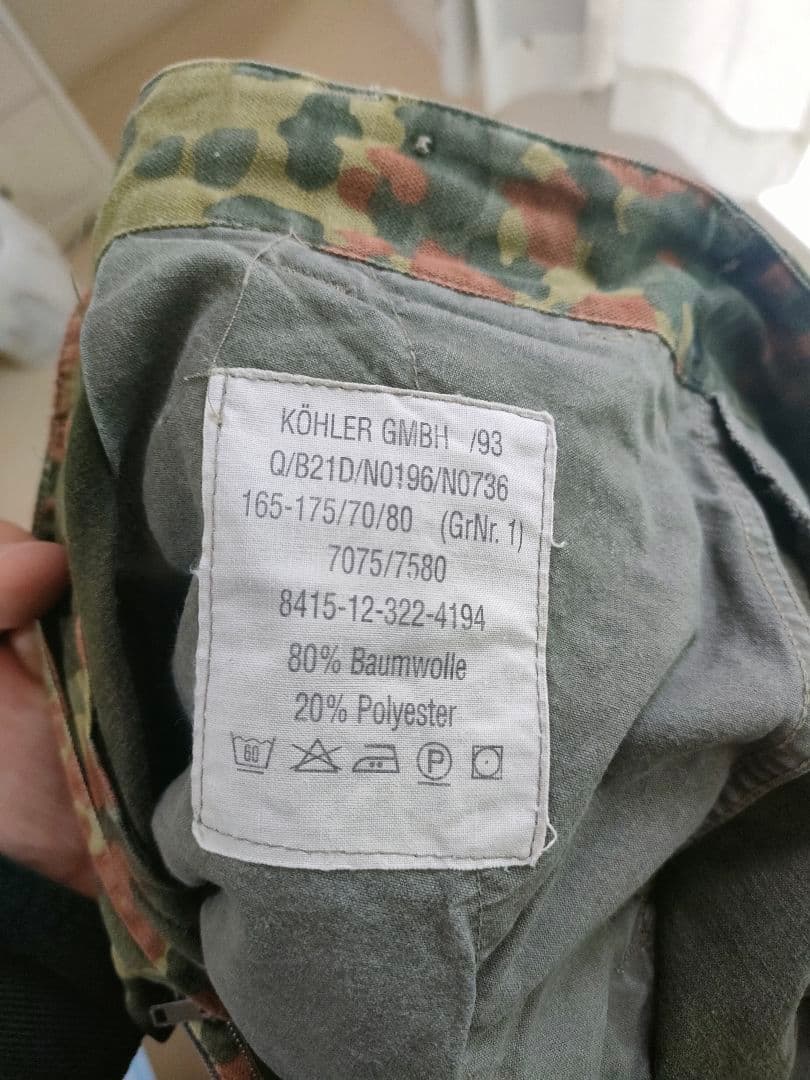 KÖHLER GMBH /93
Q/B21D/N0196/N0736
165-175/70/80 (GrNr. 1)
7075/7580
8415-12-322-4194
80% Baumwolle
20% Polyester
60 P